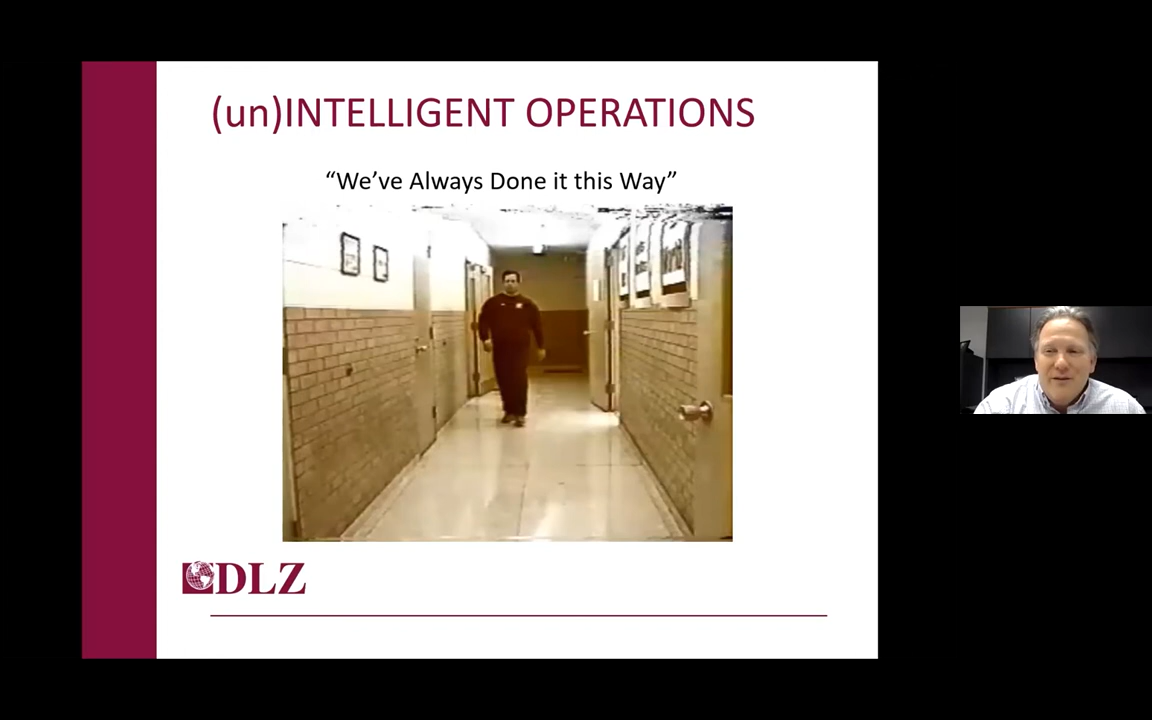 (un)INTELLIGENT OPERATIONS
“We’ve Always Done it this Way”
DLZ